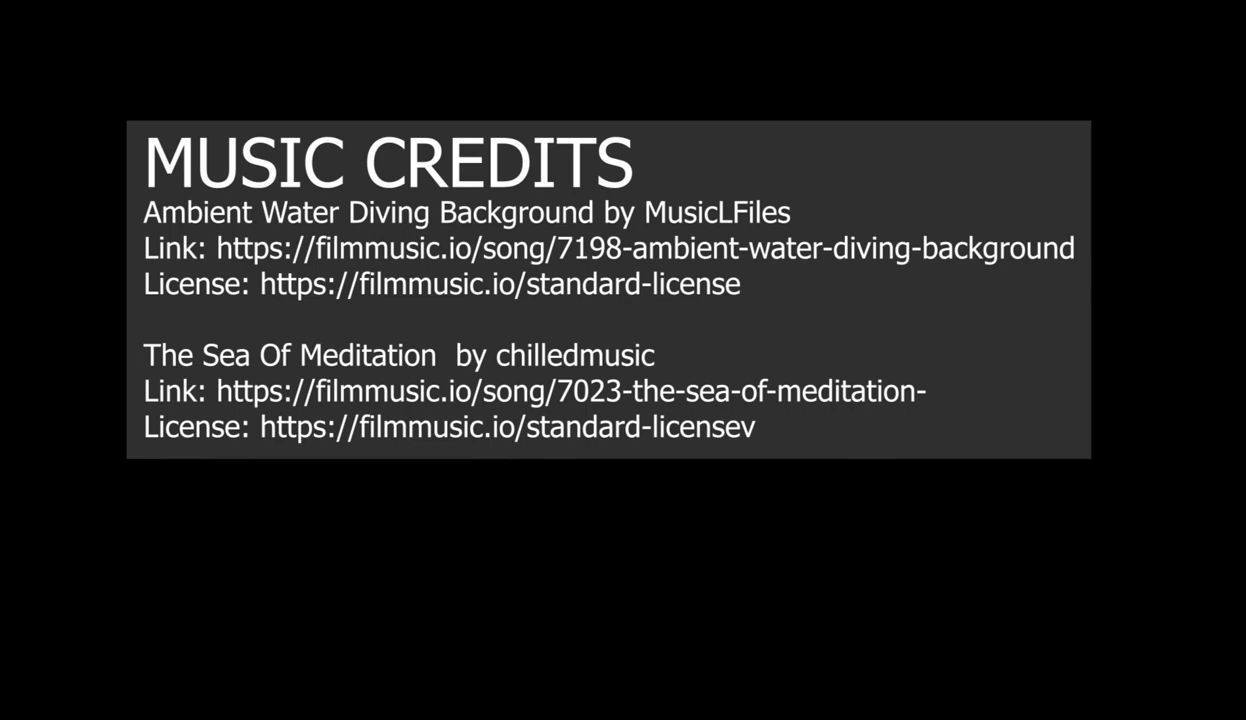 MUSIC CREDITS
Ambient Water Diving Background by MusicLFiles
Link: https://filmmusic.io/song/7198-ambient-water-diving-background
License: https://filmmusic.io/standard-license
The Sea Of Meditation  by chilledmusic
Link: https://filmmusic.io/song/7023-the-sea-of-meditation-
License: https://filmmusic.io/standard-licensev